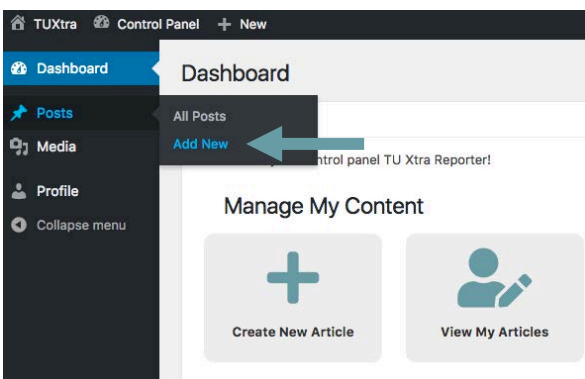 TUXtra Control Panel + New
Dashboard
Dashboard
Posts
All Posts
Add New
Media
ntrol panel TU Xtra Reporter!
Profile
Manage My Content
Collapse menu
Create New Article
View My Articles